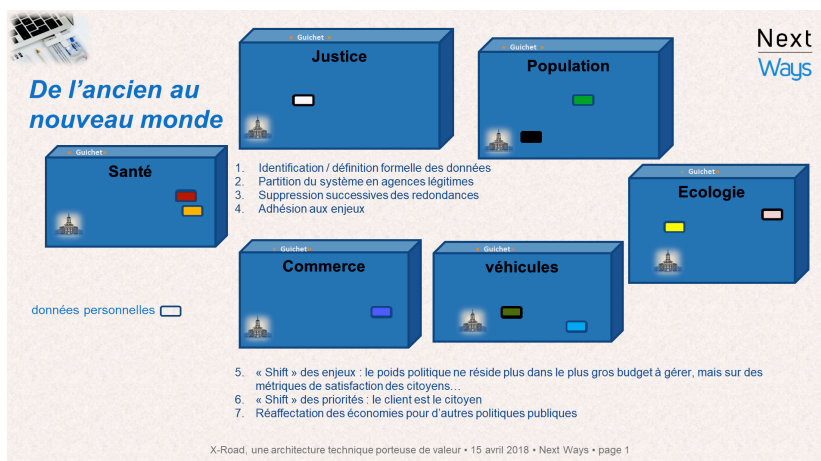 Guichet
Justice
Guichet
Population
Next
Ways
De l’ancien au
nouveau monde
Guichet
Santé
1. Identification / définition formelle des données
2. Partition du système en agences légitimes
3. Suppression successives des redondances
4. Adhésion aux enjeux
Guichet
Ecologie
Guichet
Commerce
Guichet
véhicules
données personnelles
5. « Shift » des enjeux : le poids politique ne réside plus dans le plus gros budget à gérer, mais sur des
métriques de satisfaction des citoyens…
6. « Shift » des priorités : le client est le citoyen
7. Réaffectation des économies pour d’autres politiques publiques
X-Road, une architecture technique porteuse de valeur • 15 avril 2018 • Next Ways • page 1